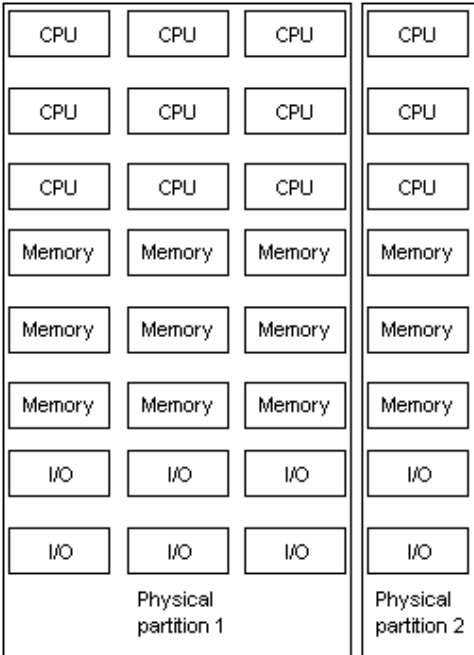 CPU CPU CPU CPU
CPU CPU CPU CPU
CPU CPU CPU CPU
Memory Memory Memory Memory
Memory Memory Memory Memory
Memory Memory Memory Memory
I/O I/O I/O I/O
I/O I/O I/O I/O
Physical
partition 1
Physical
partition 2